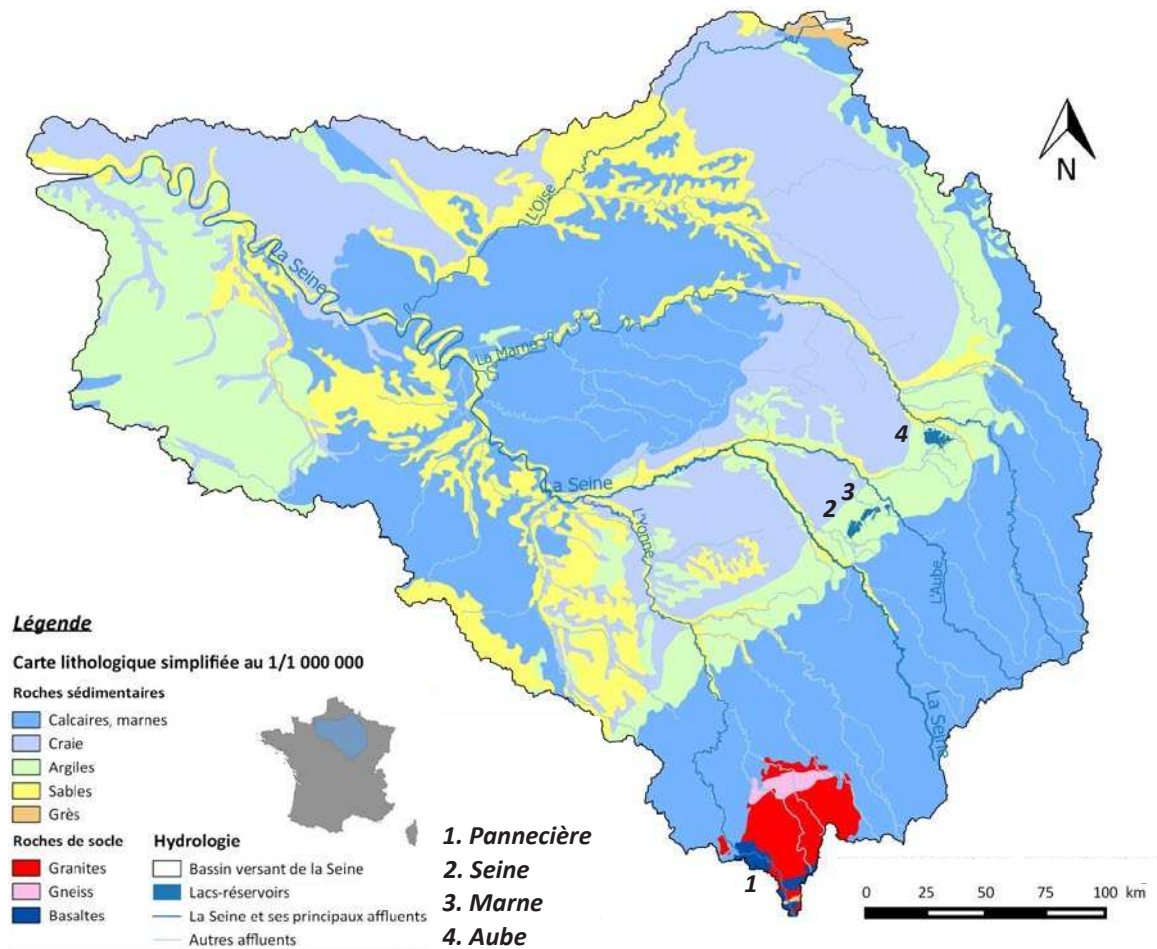 N
L'Oise
La Seine
La Marne
4
La Seine
3
2
L'Yonne
L'Aube
La Seine
1
Légende
Carte lithologique simplifiée au 1/1 000 000
Roches sédimentaires
Calcaires, marnes
Craie
Argiles
Sables
Grès
Roches de socle
Granites
Gneiss
Basaltes
Hydrologie
Bassin versant de la Seine
Lacs-réservoirs
La Seine et ses principaux affluents
Autres affluents
1. Pannecière
2. Seine
3. Marne
4. Aube
0 25 50 75 100 km